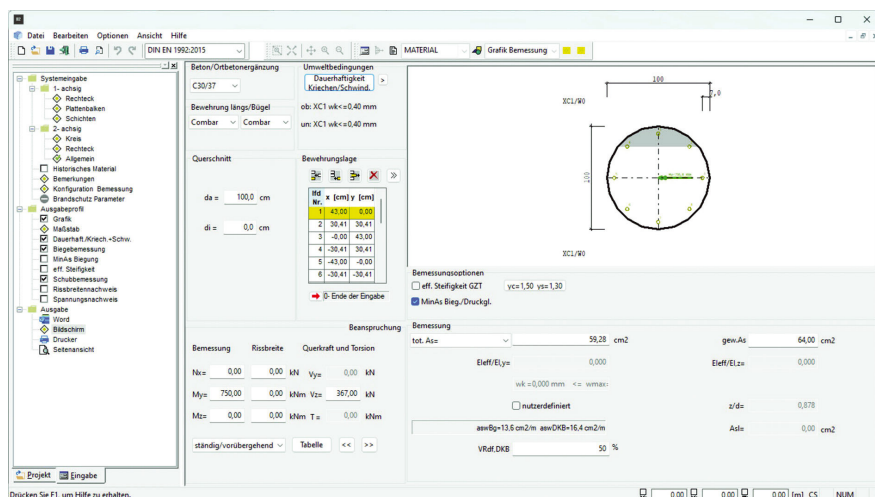 Datei Bearbeiten Optionen Ansicht Hilfe
DIN EN 1992:2015
MATERIAL
Grafik Bemessung
Systemeingabe
1- achsig
Rechteck
Plattenbalken
Schichten
2- achsig
Kreis
Rechteck
Allgemein
Historisches Material
Bemerkungen
Konfiguration Bemessung
Brandschutz Parameter
Ausgabeprofil
Grafik
Maßstab
Dauerhaft./Kriech.+Schw.
Biegebemessung
MinAs Biegung
eff. Steifigkeit
Schubbemessung
Rissbreitennachweis
Spannungsnachweis
Ausgabe
Word
Bildschirm
Drucker
Seitenansicht
Projekt Eingabe
Drücken Sie F1, um Hilfe zu erhalten.
Beton/Ortbetonergänzung
C30/37
Bewehrung längs/Bügel
Combar Combar
Umweltbedingungen
Dauerhaftigkeit
Kriechen/Schwind. >
ob: XC1 wk<=0,40 mm
un: XC1 wk<=0,40 mm
Querschnitt
da = 100,0 cm
di = 0,0 cm
Bewehrungslage
lfd Nr. x [cm] y [cm]
1 43,00 0,00
2 30,41 30,41
3 -0,00 43,00
4 -30,41 30,41
5 -43,00 -0,00
6 -30,41 -30,41
0- Ende der Eingabe
Beanspruchung
Bemessung Rissbreite Querkraft und Torsion
Nx= 0,00 0,00 kN Vy= 0,00 kN
My= 750,00 0,00 kNm Vz= 367,00 kN
Mz= 0,00 0,00 kNm T = 0,00 kNm
ständig/vorübergehend Tabelle << >>
100
XC1/W0
7,0
100
XC1/W0
Bemessungsoptionen
eff. Steifigkeit GZT γc=1,50 γs=1,30
MinAs Bieg./Druckgl.
Bemessung
tot. As= 59,28 cm2 gew.As 64,00 cm2
EIeff/EI,y= 0,000 EIeff/EI,z= 0,000
wk =0,000 mm <= wmax:
nutzerdefiniert z/d= 0,878
aswBg=13,6 cm2/m aswDKB=16,4 cm2/m Asl= 0,00 cm2
VRdf,DKB 50 %
0,00 0,00 0,00 [m] CS NUM